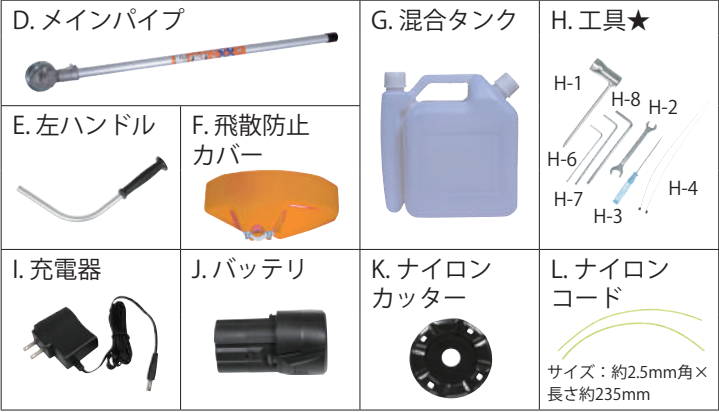 D. メインパイプ
G. 混合タンク
H. 工具★
H-1
H-8
H-2
H-6
H-7
H-3
H-4
E. 左ハンドル
F. 飛散防止
カバー
I. 充電器
J. バッテリ
K. ナイロン
カッター
L. ナイロン
コード
サイズ：約2.5mm角×
長さ約235mm